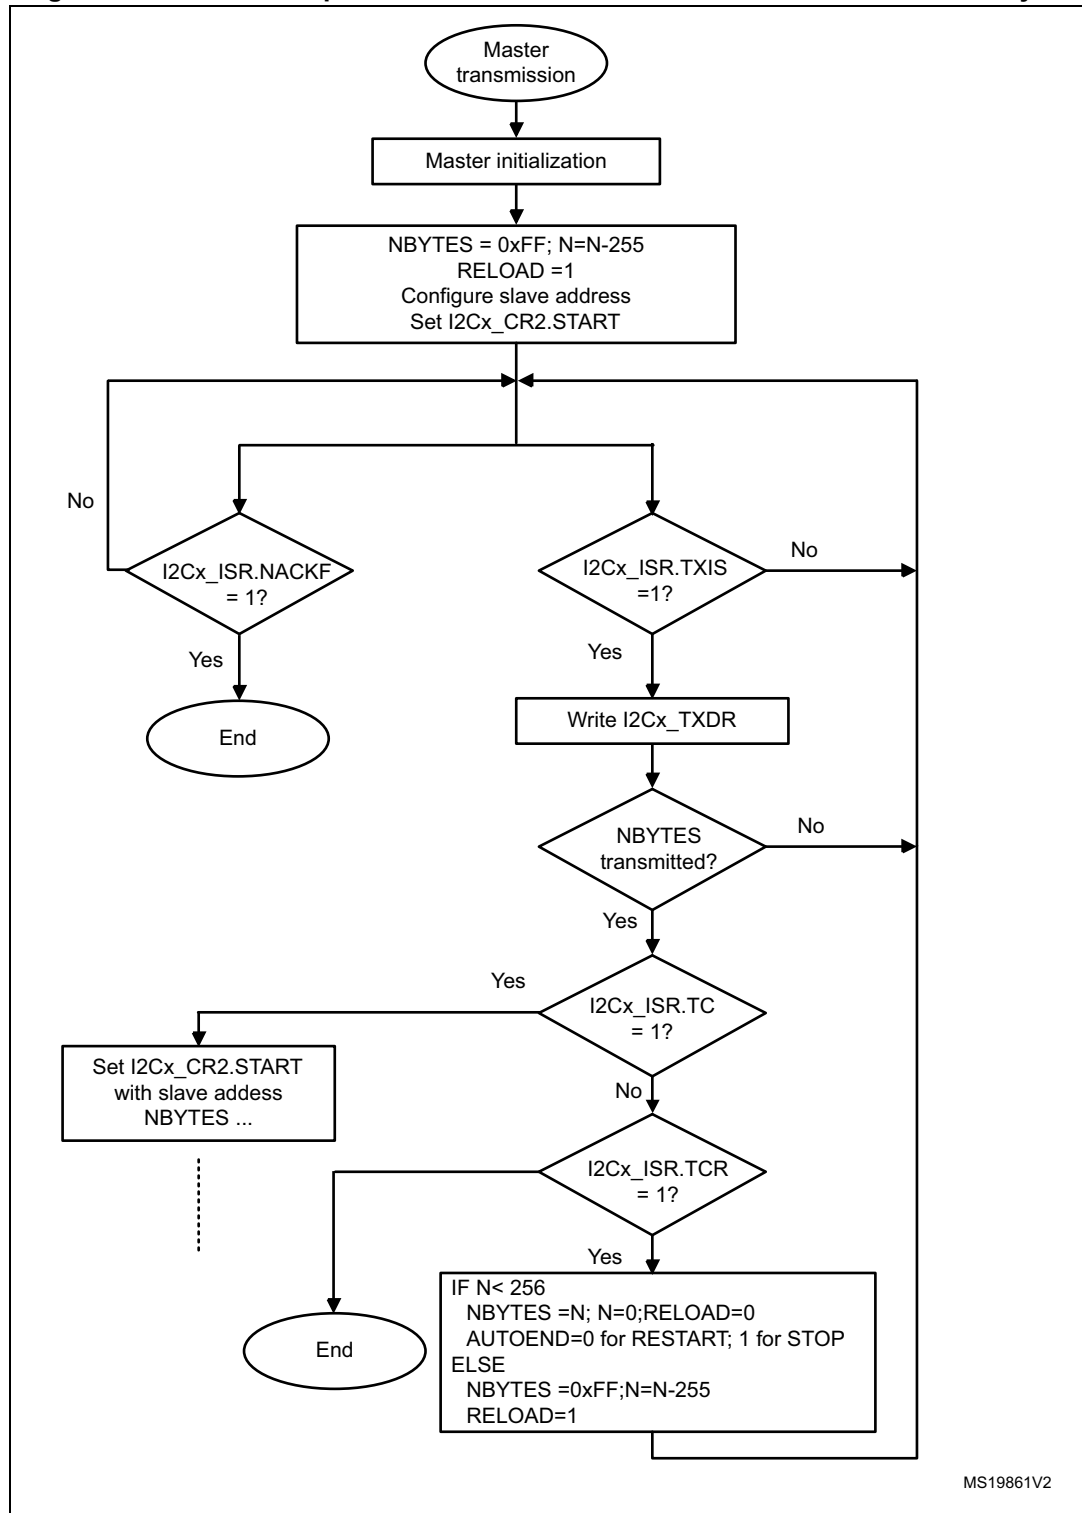 Master
transmission
Master initialization
NBYTES = 0xFF; N=N-255
RELOAD =1
Configure slave address
Set I2Cx_CR2.START
No
I2Cx_ISR.NACKF
= 1?
Yes
End
I2Cx_ISR.TXIS
=1?
No
Yes
Write I2Cx_TXDR
NBYTES
transmitted?
No
Yes
I2Cx_ISR.TC
= 1?
Yes
Set I2Cx_CR2.START
with slave addess
NBYTES ...
No
I2Cx_ISR.TCR
= 1?
Yes
End
IF N< 256
NBYTES =N; N=0;RELOAD=0
AUTOEND=0 for RESTART; 1 for STOP
ELSE
NBYTES =0xFF;N=N-255
RELOAD=1
MS19861V2